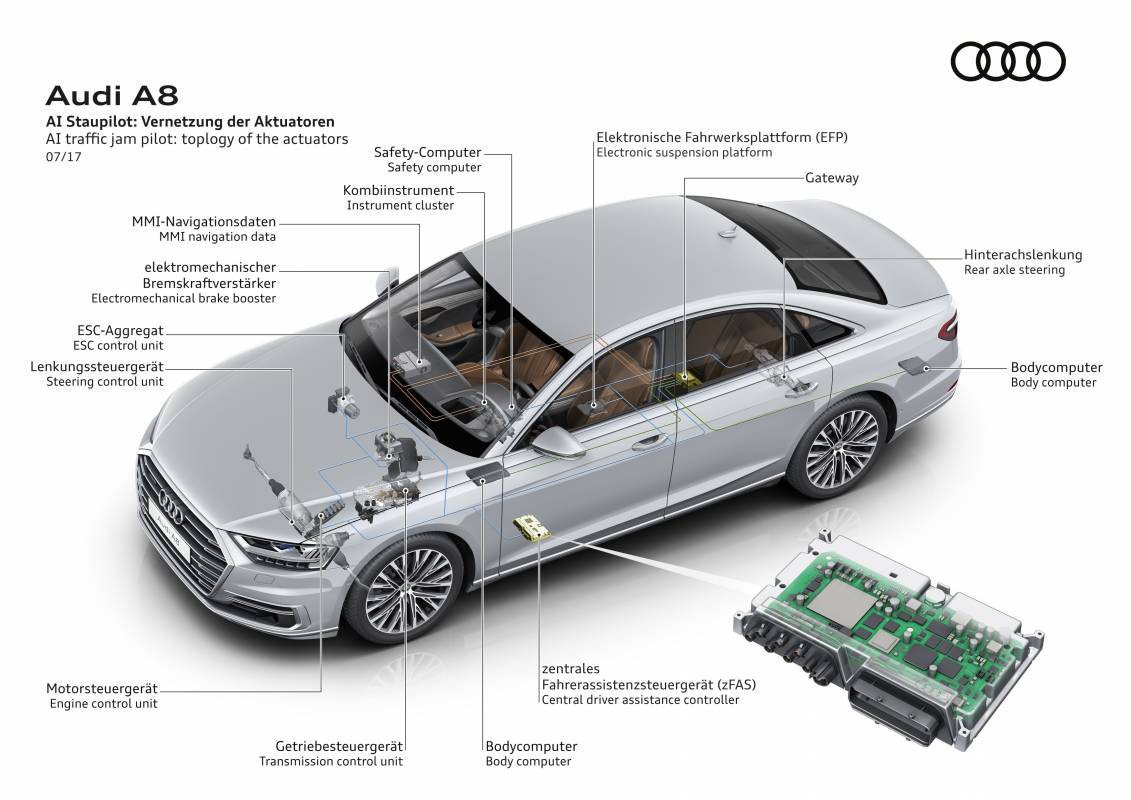 Audi A8
AI Staupilot: Vernetzung der Aktuatoren
AI traffic jam pilot: toplogy of the actuators
07/17
Safety-Computer
Safety computer
Kombiinstrument
Instrument cluster
MMI-Navigationsdaten
MMI navigation data
elektromechanischer
Bremskraftverstärker
Electromechanical brake booster
ESC-Aggregat
ESC control unit
Lenkungssteuergerät
Steering control unit
Elektronische Fahrwerksplattform (EFP)
Electronic suspension platform
Gateway
Hinterachslenkung
Rear axle steering
Bodycomputer
Body computer
Audi A8
Motorsteuergerät
Engine control unit
Getriebesteuergerät
Transmission control unit
Bodycomputer
Body computer
zentrales
Fahrerassistenzsteuergerät (zFAS)
Central driver assistance controller